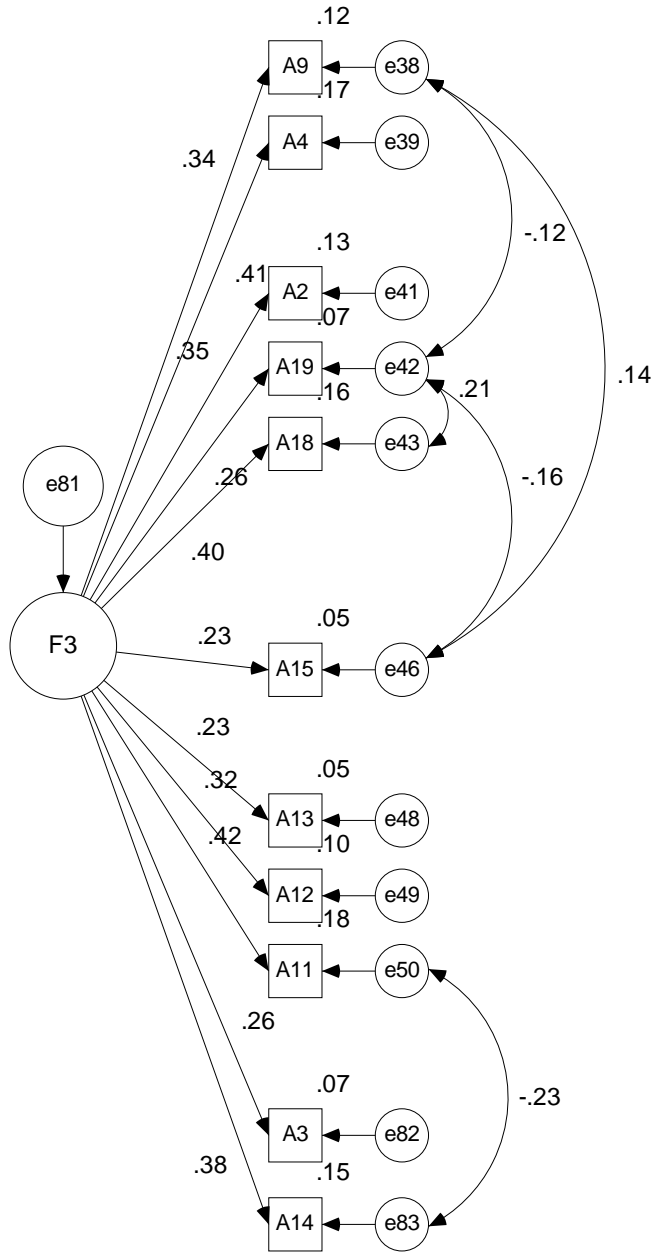 .12
A9
e38
.17
A4
e39
.34
.13
-.12
.41
A2
e41
.07
.35
A19
e42
.14
.16
.21
A18
e43
.26
-.16
e81
.40
.05
F3
.23
A15
e46
.23
.05
.32
A13
e48
.42
.10
A12
e49
.18
A11
e50
.26
.07
-.23
A3
e82
.38
.15
A14
e83